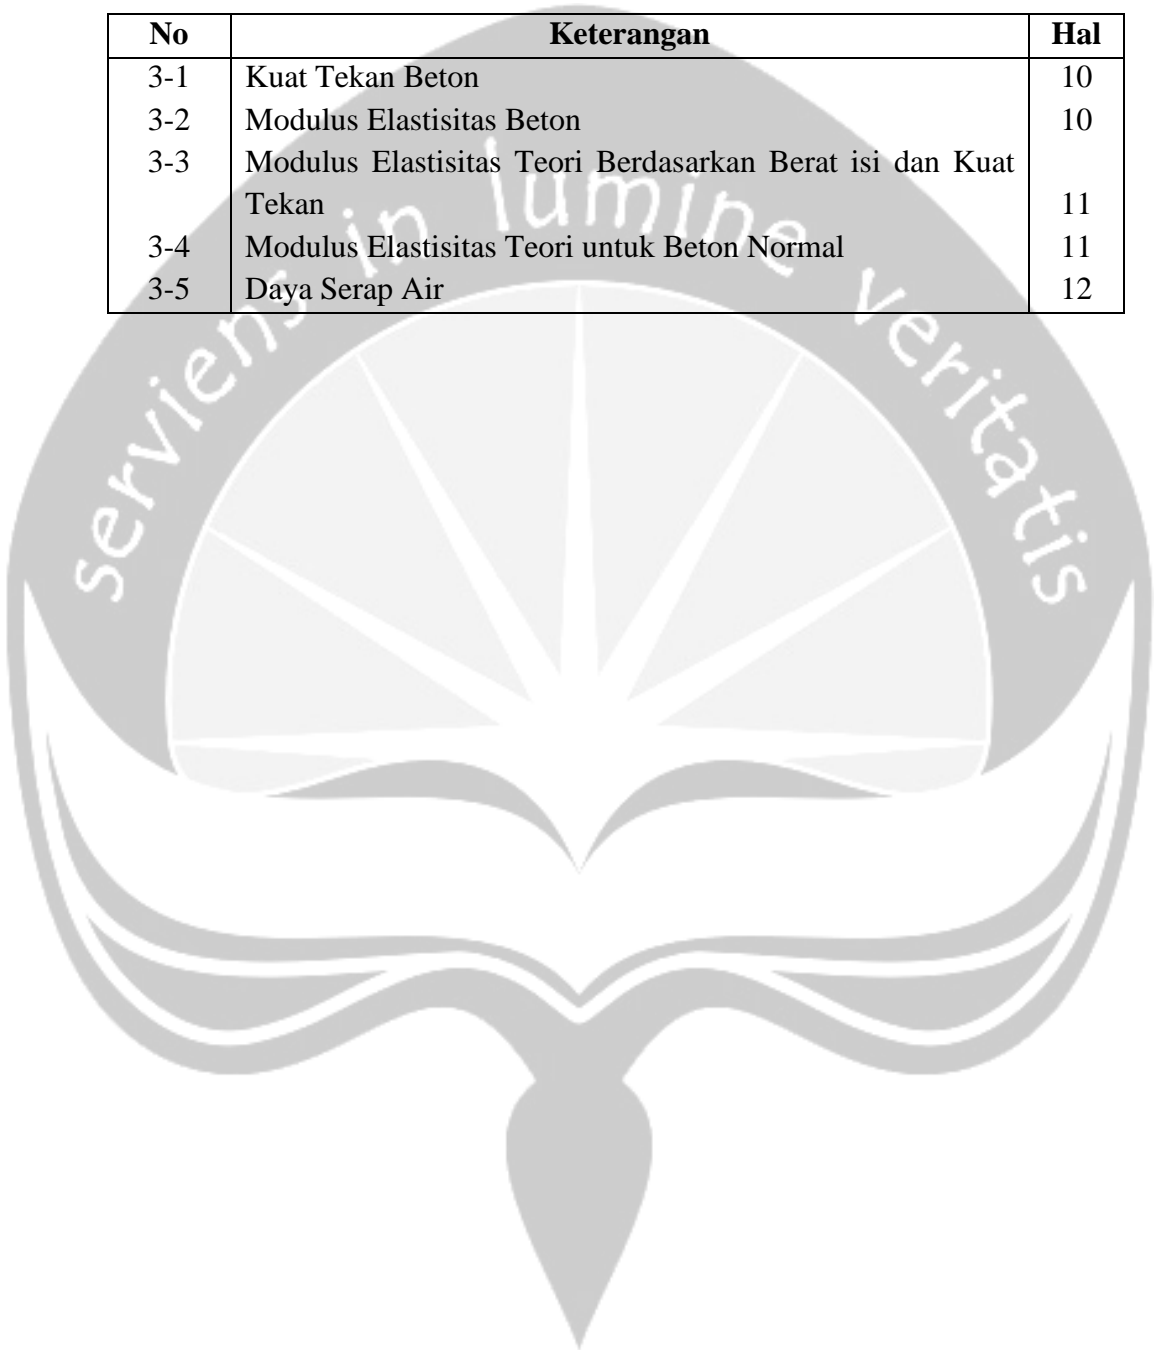 No Keterangan Hal
3-1 Kuat Tekan Beton 10
3-2 Modulus Elastisitas Beton 10
3-3 Modulus Elastisitas Teori Berdasarkan Berat isi dan Kuat
Tekan 11
3-4 Modulus Elastisitas Teori untuk Beton Normal 11
3-5 Daya Serap Air 12
serviens in lumine veritatis